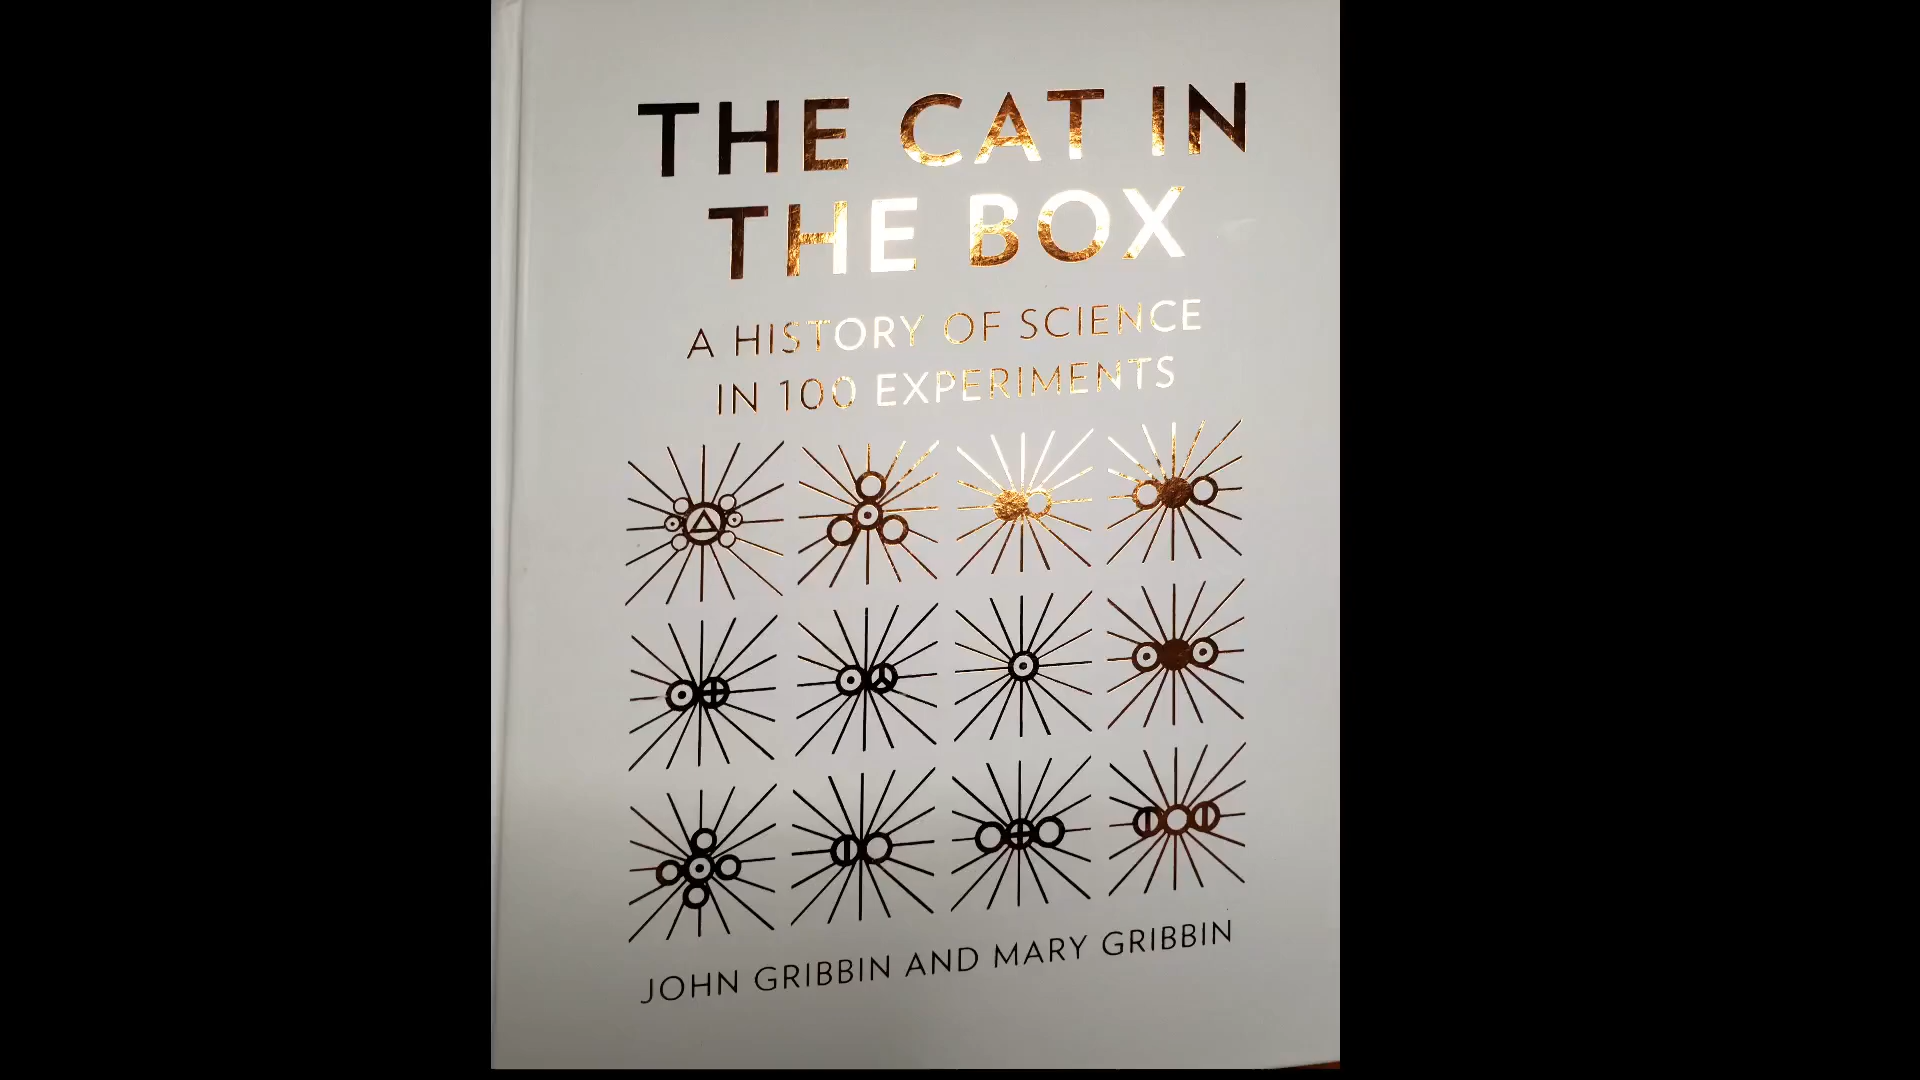 THE CAT IN
THE BOX
A HISTORY OF SCIENCE
IN 100 EXPERIMENTS
JOHN GRIBBIN AND MARY GRIBBIN